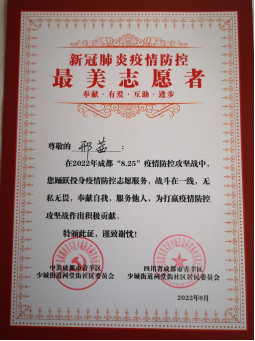 新冠肺炎疫情防控
最美志愿者
奉献·有爱·互助·进步
尊敬的 邢茜：
在2022年成都“8.25”疫情防控攻坚战中，
您踊跃投身疫情防控志愿服务，战斗在一线，无
私无畏，奉献自我，服务他人，为打赢疫情防控
攻坚战作出积极贡献。
特颁此证，谨致谢忱！
中共成都市青羊区 四川省成都市青羊区
少城街道祠堂街社区委员会 少城街道祠堂街社区居民委员会
2022年9月